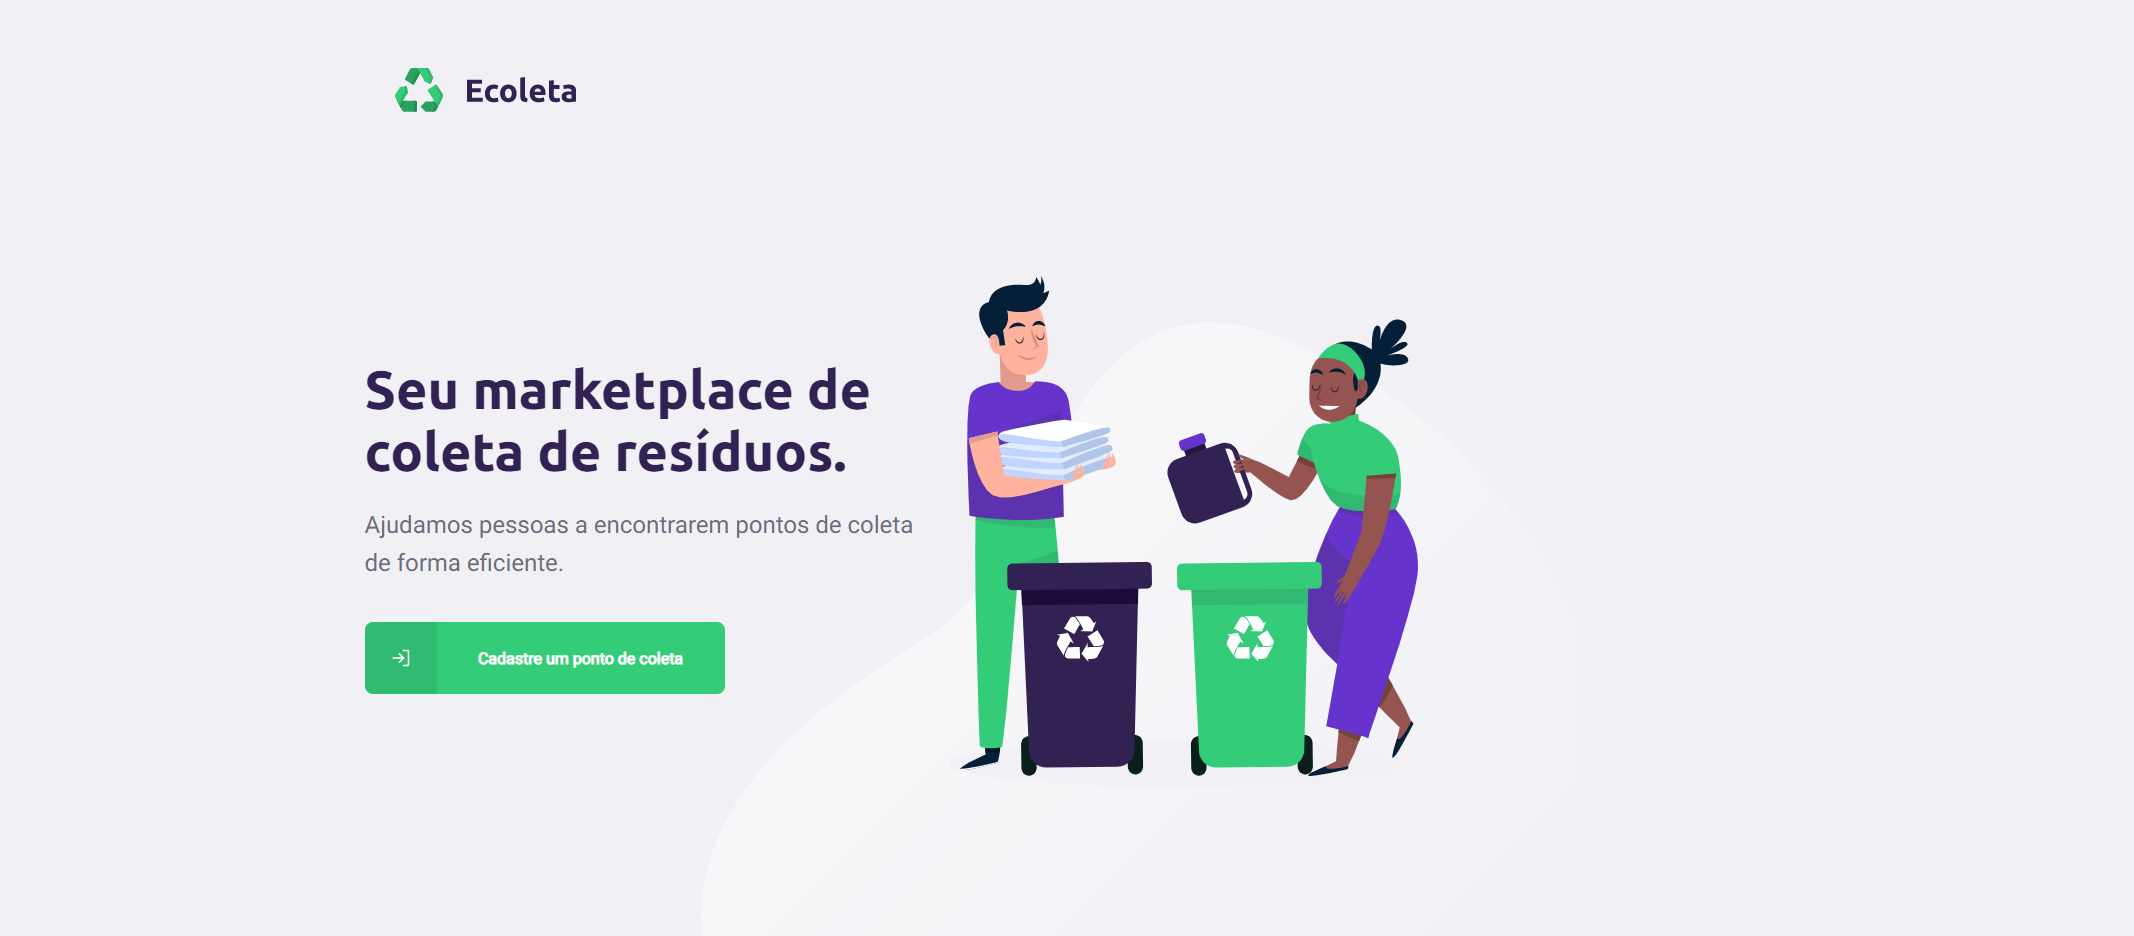 Ecoleta
Seu marketplace de
coleta de resíduos.
Ajudamos pessoas a encontrarem pontos de coleta
de forma eficiente.
Cadastre um ponto de coleta